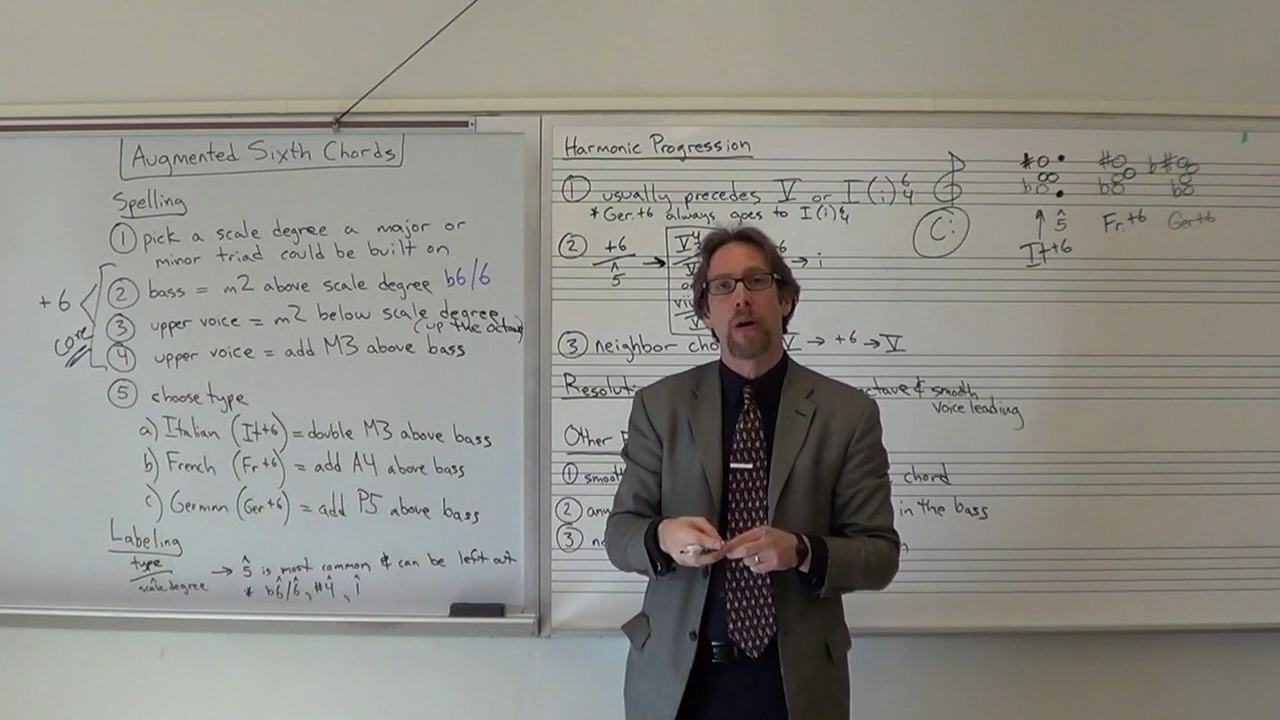 Augmented Sixth Chords
Spelling
① pick a scale degree a major or
minor triad could be built on
+6
core
② bass = m2 above scale degree b6/6
③ upper voice = m2 below scale degree
(up the octave)
④ upper voice = add M3 above bass
⑤ choose type
a) Italian (It+6) = double M3 above bass
b) French (Fr+6) = add A4 above bass
c) German (Ger+6) = add P5 above bass
Labeling
type
scale degree
→ 5̂ is most common & can be left out
* b6̂/6̂, #4̂, 1̂
Harmonic Progression
① usually precedes V or I(i)6/4
* Ger.+6 always goes to I(i)6/4
② +6
5̂
→ i
③ neighbor V → +6 → V
octave & smooth
voice leading
Other
① chord
② in the bass
③
C:
#o
b
5̂
It+6
Fr.+6
Ger+6